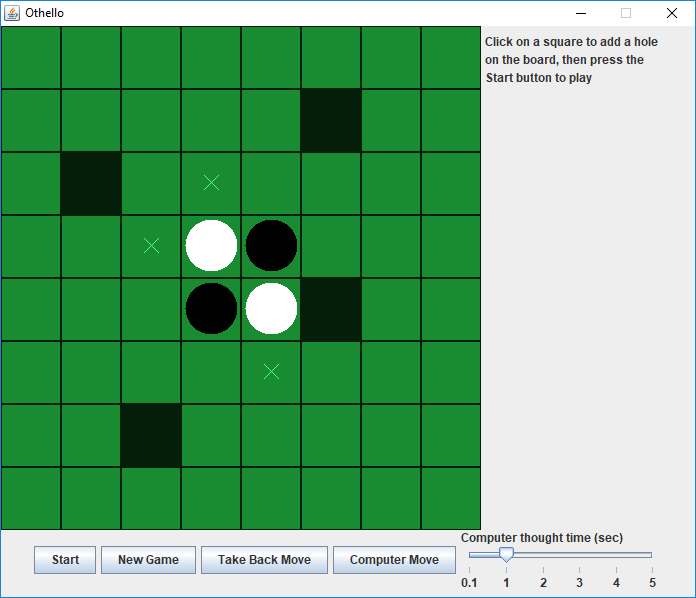 Othello
Click on a square to add a hole
on the board, then press the
Start button to play
Computer thought time (sec)
Start New Game Take Back Move Computer Move
0.1 1 2 3 4 5